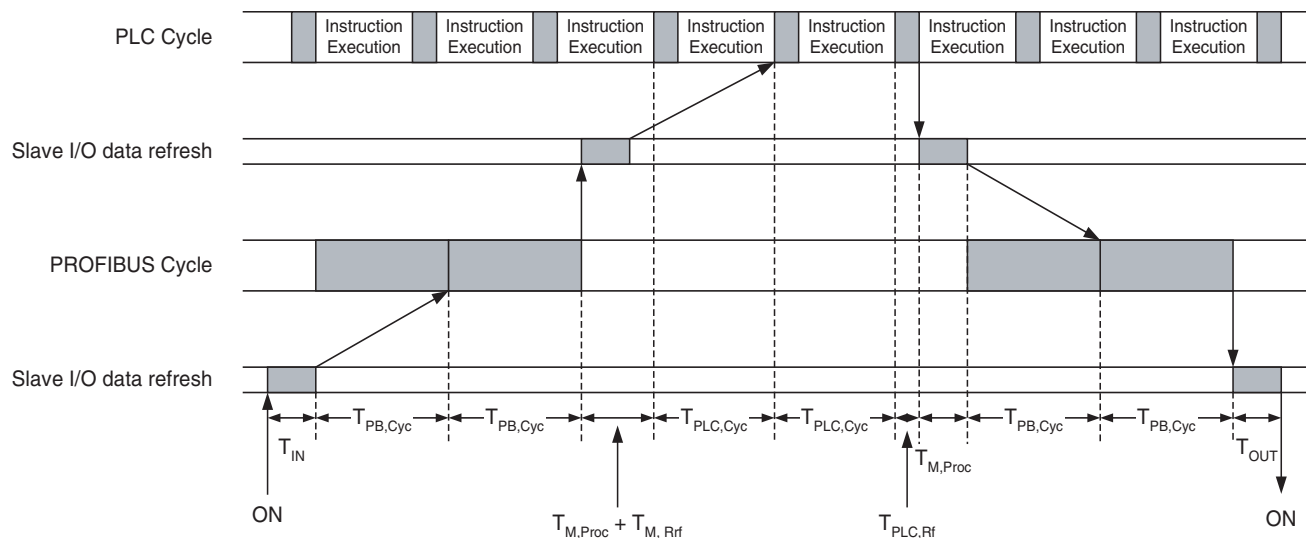 PLC Cycle
Instruction Execution
Instruction Execution
Instruction Execution
Instruction Execution
Instruction Execution
Instruction Execution
Instruction Execution
Instruction Execution
Slave I/O data refresh
PROFIBUS Cycle
Slave I/O data refresh
T_IN
T_PB,Cyc
T_PB,Cyc
T_M,Proc + T_M, Rrf
T_PLC,Cyc
T_PLC,Cyc
T_PLC,Rf
T_M,Proc
T_PB,Cyc
T_PB,Cyc
T_OUT
ON
ON